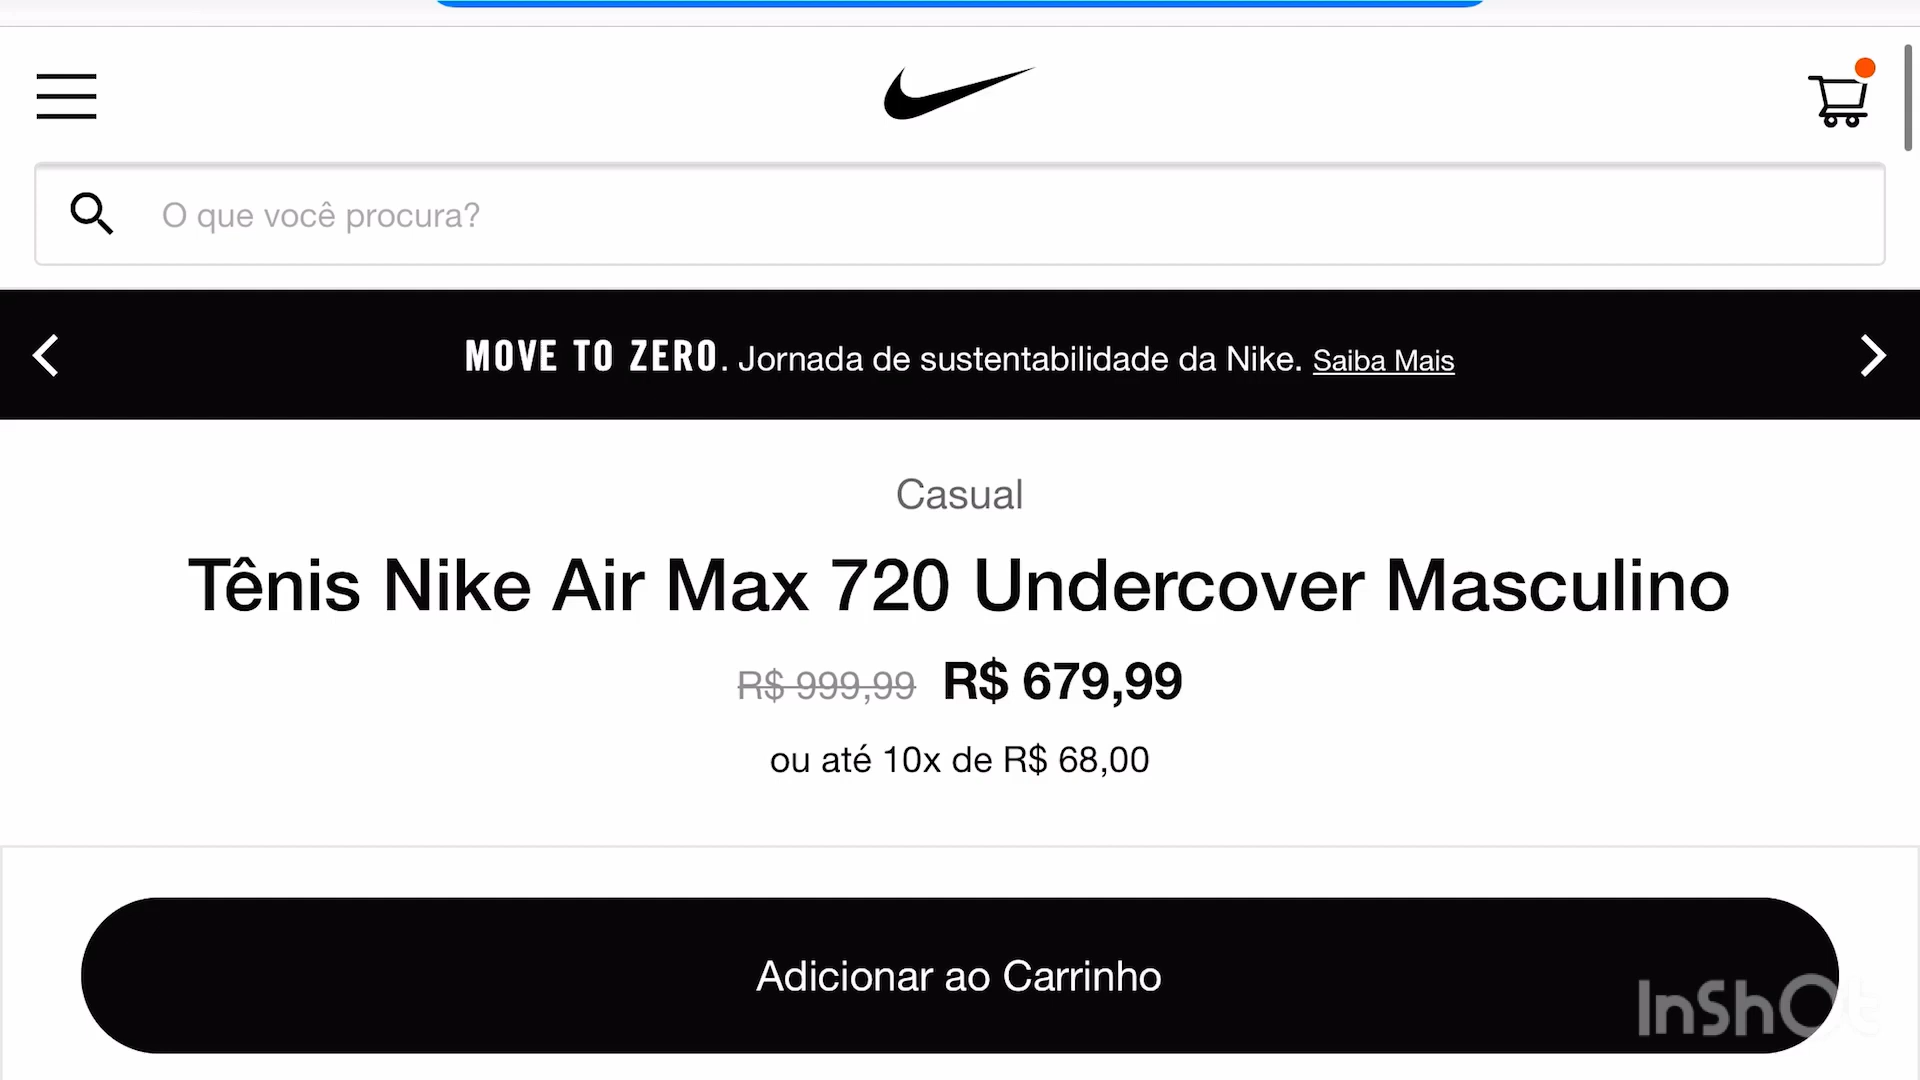 O que você procura?
MOVE TO ZERO. Jornada de sustentabilidade da Nike. Saiba Mais
Casual
Tênis Nike Air Max 720 Undercover Masculino
R$ 999,99 R$ 679,99
ou até 10x de R$ 68,00
Adicionar ao Carrinho
InShOt